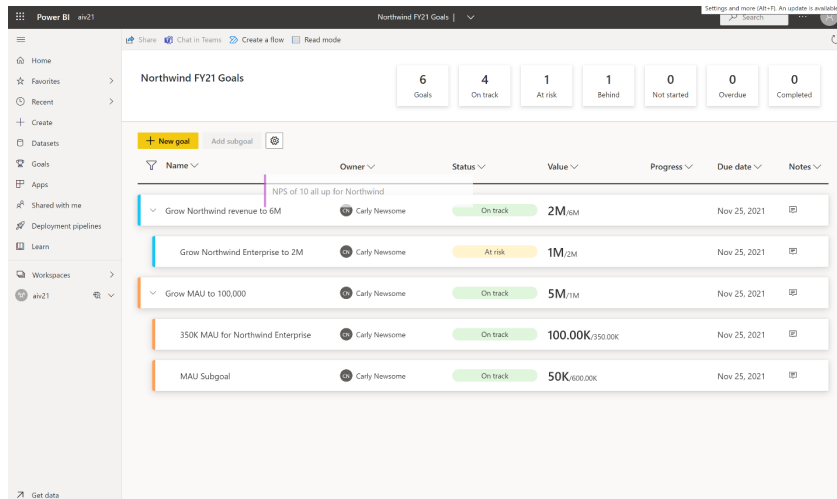 Settings and more (Alt+F). An update is available
Power BI aiv21
Northwind FY21 Goals |
Search
Share Chat in Teams Create a flow Read mode
Home
Favorites
Recent
Create
Datasets
Goals
Apps
Shared with me
Deployment pipelines
Learn
Workspaces
aiv21
Get data
Northwind FY21 Goals
6 Goals
4 On track
1 At risk
1 Behind
0 Not started
0 Overdue
0 Completed
+ New goal Add subgoal
Name Owner Status Value Progress Due date Notes
NPS of 10 all up for Northwind
Grow Northwind revenue to 6M CN Carly Newsome On track 2M/6M Nov 25, 2021
Grow Northwind Enterprise to 2M CN Carly Newsome At risk 1M/2M Nov 25, 2021
Grow MAU to 100,000 CN Carly Newsome On track 5M/1M Nov 25, 2021
350K MAU for Northwind Enterprise CN Carly Newsome On track 100.00K/350.00K Nov 25, 2021
MAU Subgoal CN Carly Newsome On track 50K/600.00K Nov 25, 2021